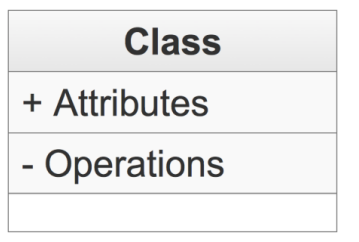 Class
+ Attributes
- Operations